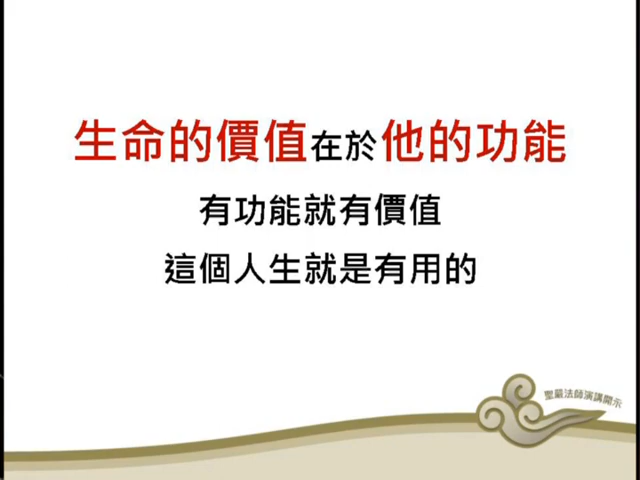 生命的價值在於他的功能
有功能就有價值
這個人生就是有用的
聖嚴法師演講開示